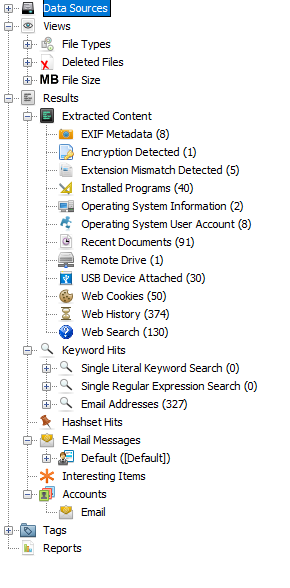 Data Sources
Views
File Types
Deleted Files
MB File Size
Results
Extracted Content
EXIF Metadata (8)
Encryption Detected (1)
Extension Mismatch Detected (5)
Installed Programs (40)
Operating System Information (2)
Operating System User Account (8)
Recent Documents (91)
Remote Drive (1)
USB Device Attached (30)
Web Cookies (50)
Web History (374)
Web Search (130)
Keyword Hits
Single Literal Keyword Search (0)
Single Regular Expression Search (0)
Email Addresses (327)
Hashset Hits
E-Mail Messages
Default ([Default])
Interesting Items
Accounts
Email
Tags
Reports